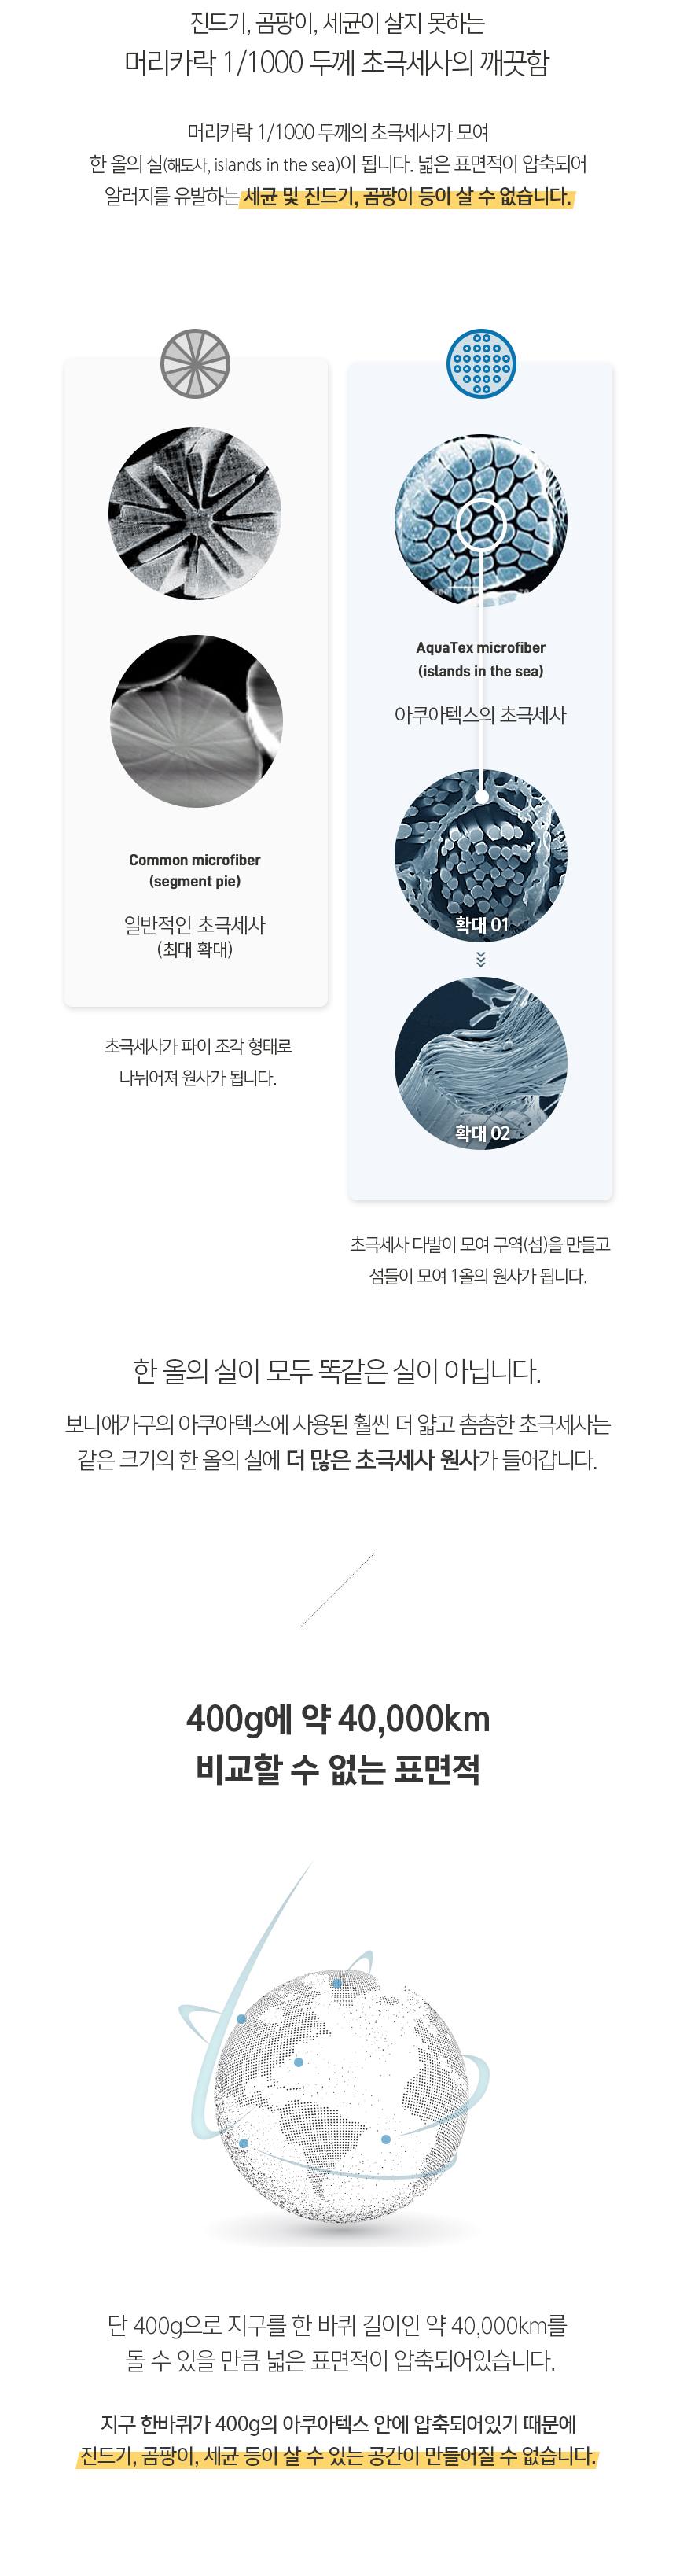 진드기, 곰팡이, 세균이 살지 못하는
머리카락 1/1000 두께 초극세사의 깨끗함
머리카락 1/1000 두께의 초극세사가 모여
한 올의 실(해도사, islands in the sea)이 됩니다. 넓은 표면적이 압축되어
알러지를 유발하는 세균 및 진드기, 곰팡이 등이 살 수 없습니다.
Common microfiber
(segment pie)
일반적인 초극세사
(최대 확대)
초극세사가 파이 조각 형태로
나뉘어져 원사가 됩니다.
AquaTex microfiber
(islands in the sea)
아쿠아텍스의 초극세사
확대 01
확대 02
초극세사 다발이 모여 구역(섬)을 만들고
섬들이 모여 1올의 원사가 됩니다.
한 올의 실이 모두 똑같은 실이 아닙니다.
보니애가구의 아쿠아텍스에 사용된 훨씬 더 얇고 촘촘한 초극세사는
같은 크기의 한 올의 실에 더 많은 초극세사 원사가 들어갑니다.
400g에 약 40,000km
비교할 수 없는 표면적
단 400g으로 지구를 한 바퀴 길이인 약 40,000km를
돌 수 있을 만큼 넓은 표면적이 압축되어있습니다.
지구 한바퀴가 400g의 아쿠아텍스 안에 압축되어있기 때문에
진드기, 곰팡이, 세균 등이 살 수 있는 공간이 만들어질 수 없습니다.